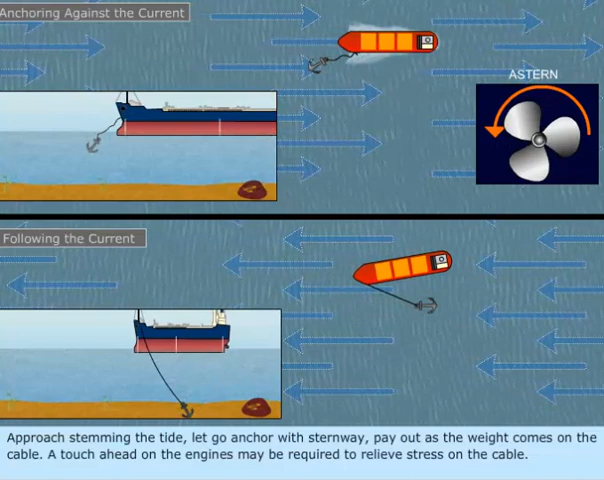 Anchoring Against the Current
ASTERN
Following the Current
Approach stemming the tide, let go anchor with sternway, pay out as the weight comes on the
cable. A touch ahead on the engines may be required to relieve stress on the cable.